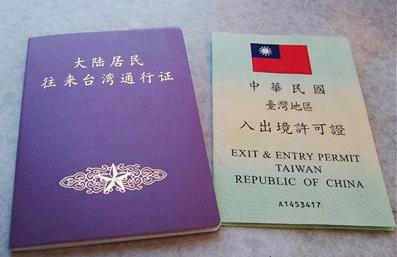 大陆居民
往来台湾通行证
中華民國
臺灣地區
入出境許可證
EXIT & ENTRY PERMIT
TAIWAN
REPUBLIC OF CHINA
A1453417